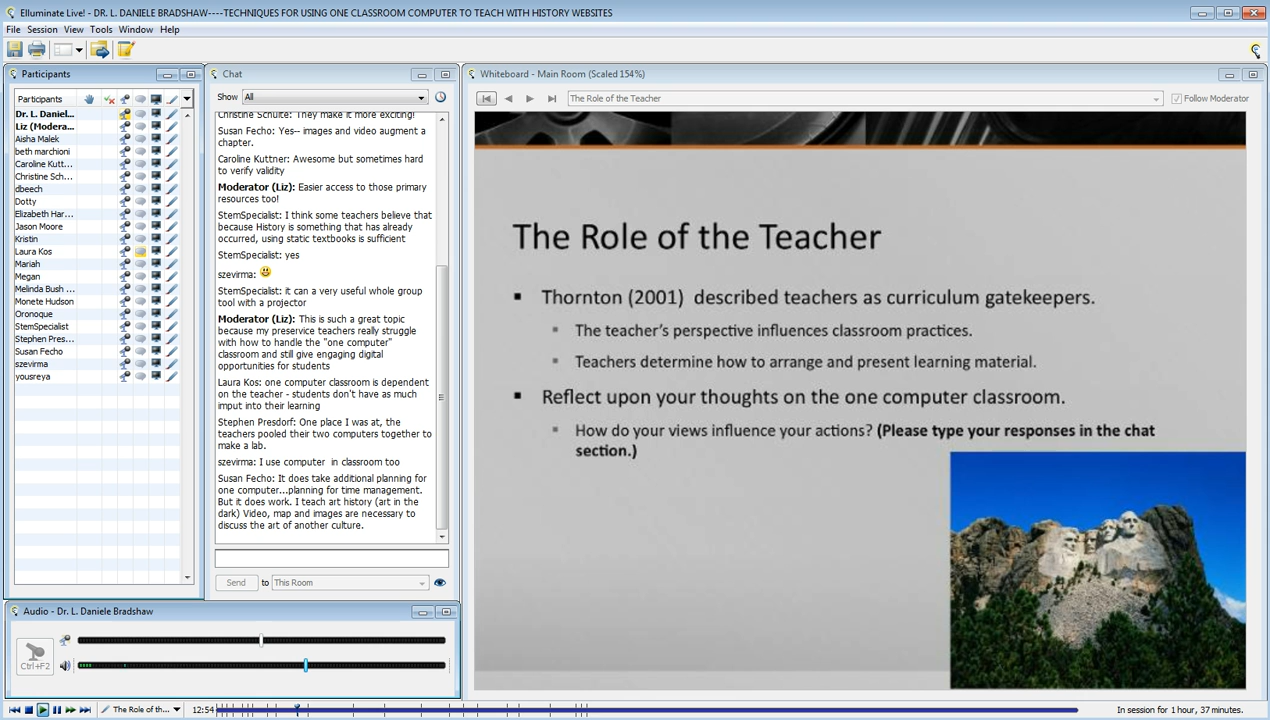 Elluminate Live! - DR. L. DANIELE BRADSHAW----TECHNIQUES FOR USING ONE CLASSROOM COMPUTER TO TEACH WITH HISTORY WEBSITES
File Session View Tools Window Help
Participants
Participants
Dr. L. Daniel...
Liz (Modera...
Aisha Malek
beth marchioni
Caroline Kutt...
Christine Sch...
dbeech
Dotty
Elizabeth Har...
Jason Moore
Kristin
Laura Kos
Mariah
Megan
Melinda Bush ...
Monete Hudson
Oronoque
StemSpecialist
Stephen Pres...
Susan Fecho
szevirma
yousreya
Chat
Show All
Christine Schulte: They make it more exciting!
Susan Fecho: Yes-- images and video augment a
chapter.
Caroline Kuttner: Awesome but sometimes hard
to verify validity
Moderator (Liz): Easier access to those primary
resources too!
StemSpecialist: I think some teachers believe that
because History is something that has already
occurred, using static textbooks is sufficient
StemSpecialist: yes
szevirma:
StemSpecialist: it can a very useful whole group
tool with a projector
Moderator (Liz): This is such a great topic
because my preservice teachers really struggle
with how to handle the "one computer"
classroom and still give engaging digital
opportunities for students
Laura Kos: one computer classroom is dependent
on the teacher - students don't have as much
imput into their learning
Stephen Presdorf: One place I was at, the
teachers pooled their two computers together to
make a lab.
szevirma: I use computer in classroom too
Susan Fecho: It does take additional planning for
one computer...planning for time management.
But it does work. I teach art history (art in the
dark) Video, map and images are necessary to
discuss the art of another culture.
Send to This Room
Audio - Dr. L. Daniele Bradshaw
Ctrl+F2
Whiteboard - Main Room (Scaled 154%)
The Role of the Teacher
Follow Moderator
The Role of the Teacher
Thornton (2001) described teachers as curriculum gatekeepers.
The teacher's perspective influences classroom practices.
Teachers determine how to arrange and present learning material.
Reflect upon your thoughts on the one computer classroom.
How do your views influence your actions? (Please type your responses in the chat
section.)
The Role of th...
12:54
In session for 1 hour, 37 minutes.